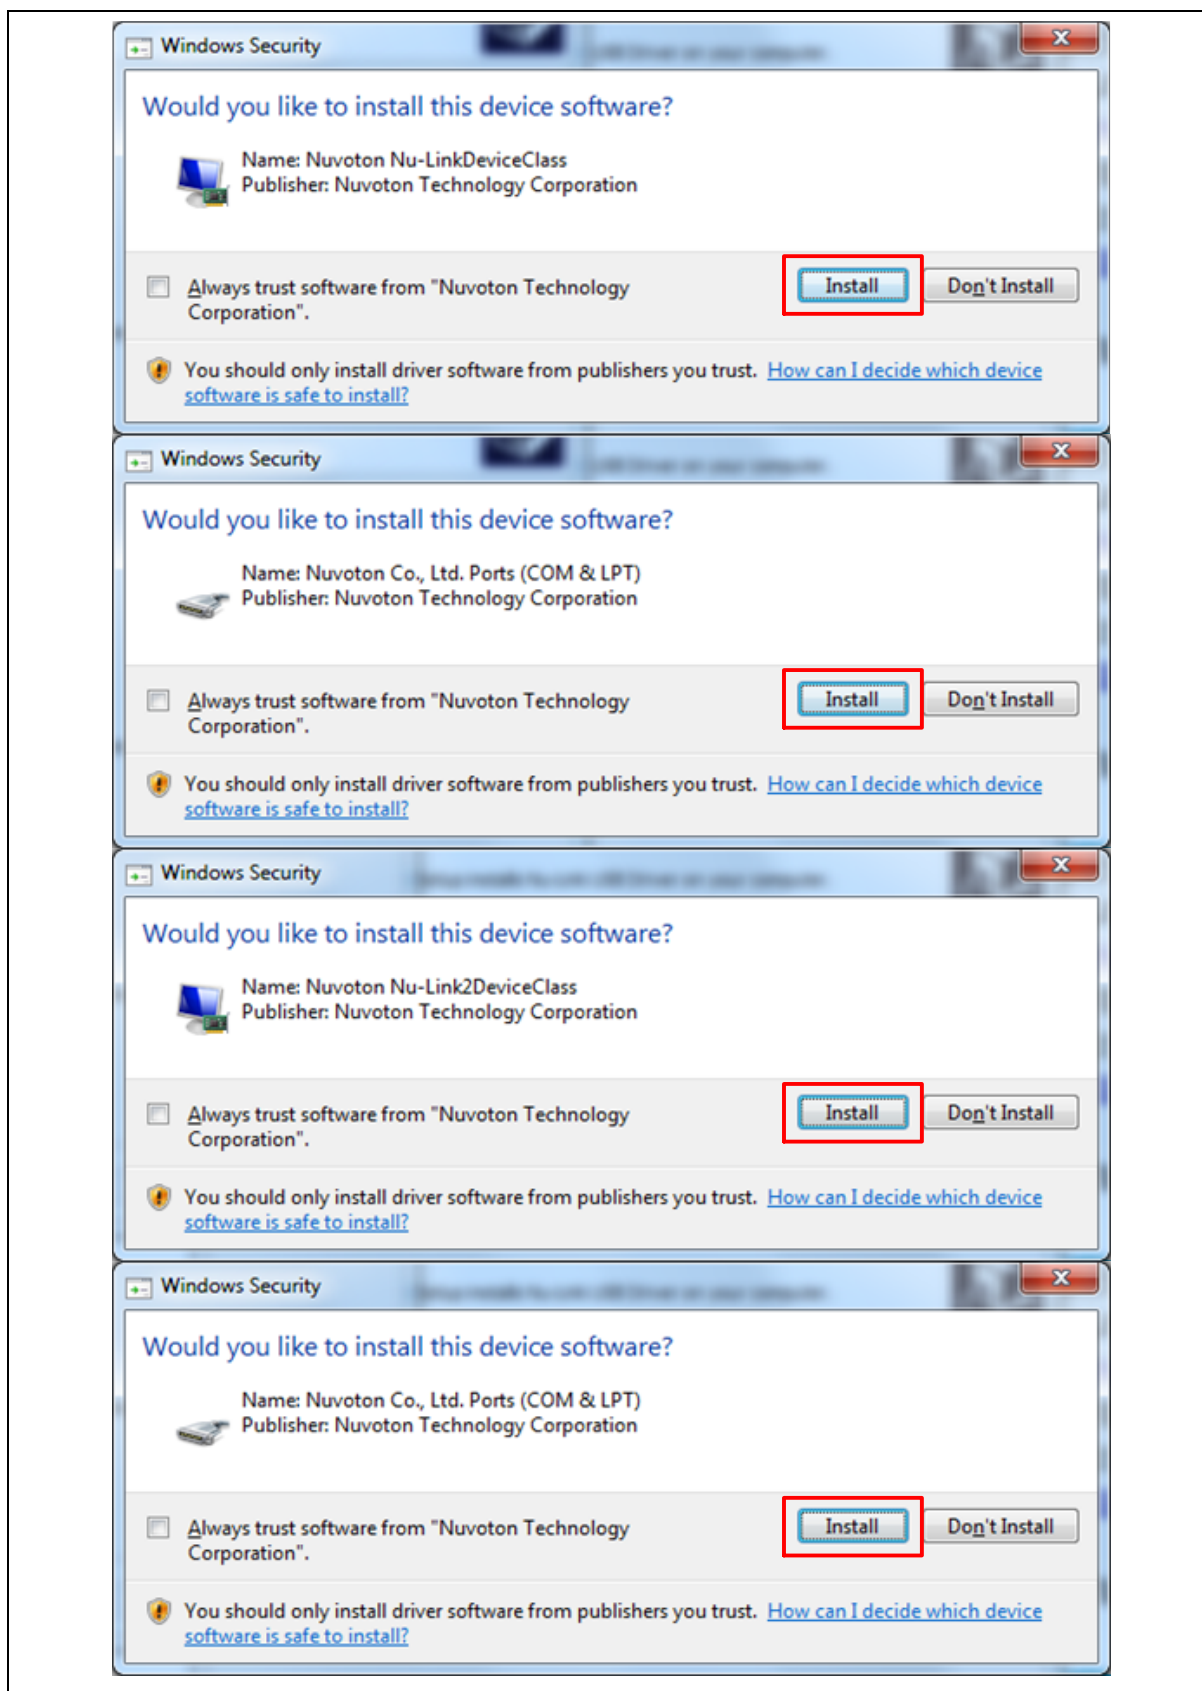 Windows Security
Would you like to install this device software?
Name: Nuvoton Nu-LinkDeviceClass
Publisher: Nuvoton Technology Corporation
Always trust software from "Nuvoton Technology
Corporation".
Install
Don't Install
You should only install driver software from publishers you trust. How can I decide which device
software is safe to install?
Windows Security
USB Driver on your computer.
Would you like to install this device software?
Name: Nuvoton Co., Ltd. Ports (COM & LPT)
Publisher: Nuvoton Technology Corporation
Always trust software from "Nuvoton Technology
Corporation".
Install
Don't Install
You should only install driver software from publishers you trust. How can I decide which device
software is safe to install?
Windows Security
Would you like to install this device software?
Name: Nuvoton Nu-Link2DeviceClass
Publisher: Nuvoton Technology Corporation
Always trust software from "Nuvoton Technology
Corporation".
Install
Don't Install
You should only install driver software from publishers you trust. How can I decide which device
software is safe to install?
Windows Security
Would you like to install this device software?
Name: Nuvoton Co., Ltd. Ports (COM & LPT)
Publisher: Nuvoton Technology Corporation
Always trust software from "Nuvoton Technology
Corporation".
Install
Don't Install
You should only install driver software from publishers you trust. How can I decide which device
software is safe to install?